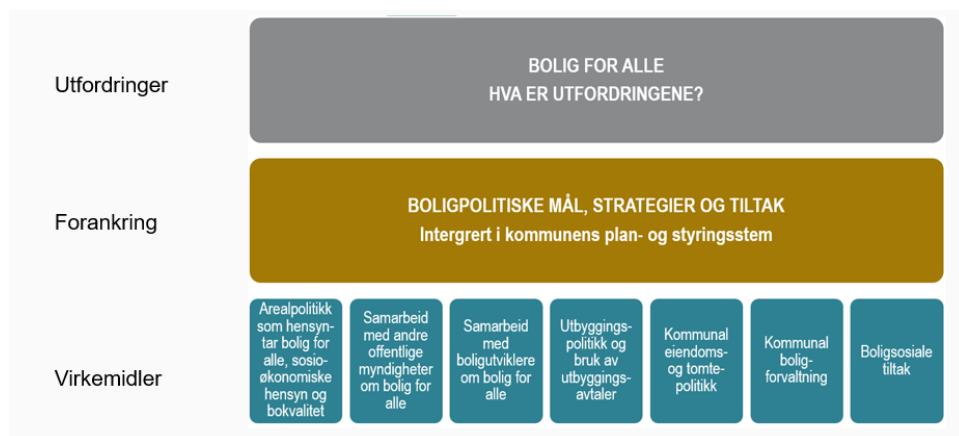 Utfordringer
BOLIG FOR ALLE
HVA ER UTFORDRINGENE?
Forankring
BOLIGPOLITISKE MÅL, STRATEGIER OG TILTAK
Intergrert i kommunens plan- og styringsstem
Virkemidler
Arealpolitikk
som hensyn-
tar bolig for
alle, sosio-
økonomiske
hensyn og
bokvalitet
Samarbeid
med andre
offentlige
myndigheter
om bolig for
alle
Samarbeid
med
boligutviklere
om bolig for
alle
Utbyggings-
politikk og
bruk av
utbyggings-
avtaler
Kommunal
eiendoms-
og tomte-
politikk
Kommunal
bolig-
forvaltning
Boligsosiale
tiltak